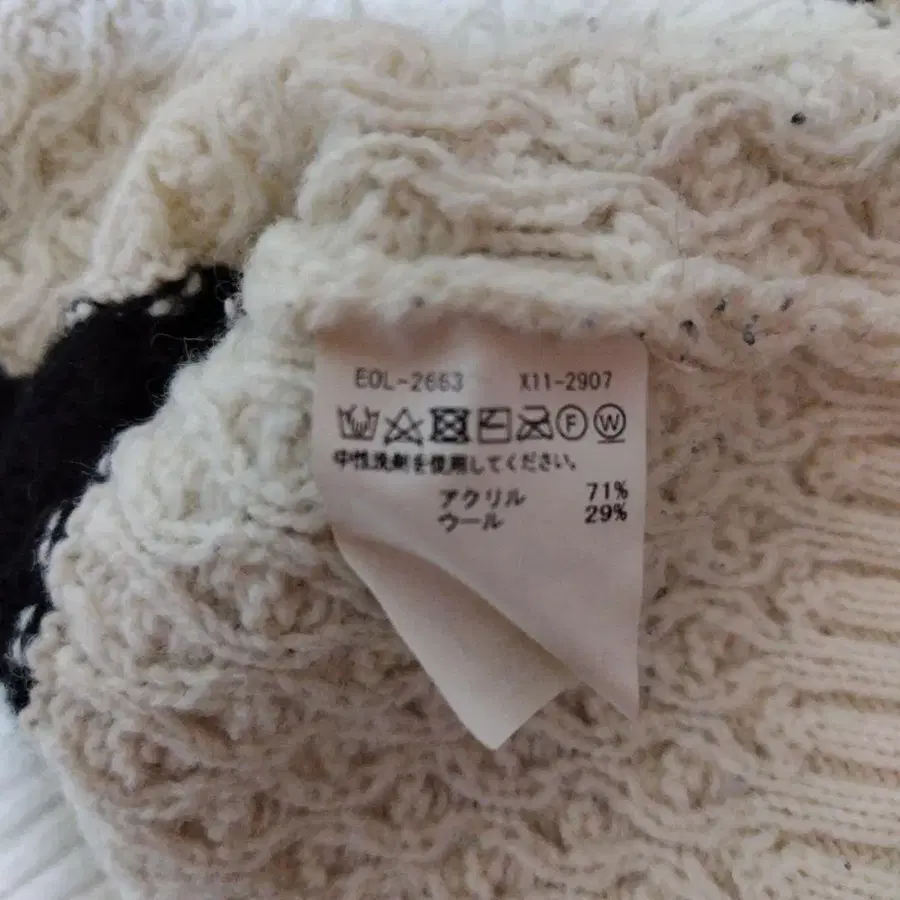 EOL-2663 X11-2907
F W
中性洗剤を使用してください。
アクリル 71%
ウール 29%